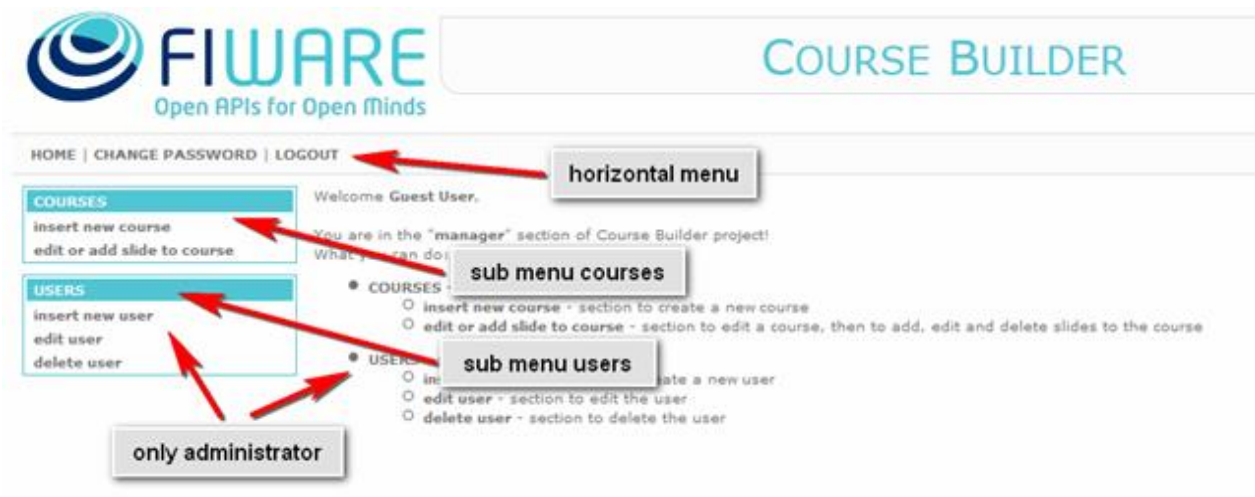 FIWARE
Open APIs for Open Minds
COURSE BUILDER
HOME | CHANGE PASSWORD | LOGOUT
horizontal menu
COURSES
insert new course
edit or add slide to course
USERS
insert new user
edit user
delete user
Welcome Guest User,
You are in the "manager" section of Course Builder project!
What you can do
sub menu courses
COURSES -
insert new course - section to create a new course
edit or add slide to course - section to edit a course, then to add, edit and delete slides to the course
USERS
sub menu users
a new user
edit user - section to edit the user
delete user - section to delete the user
only administrator